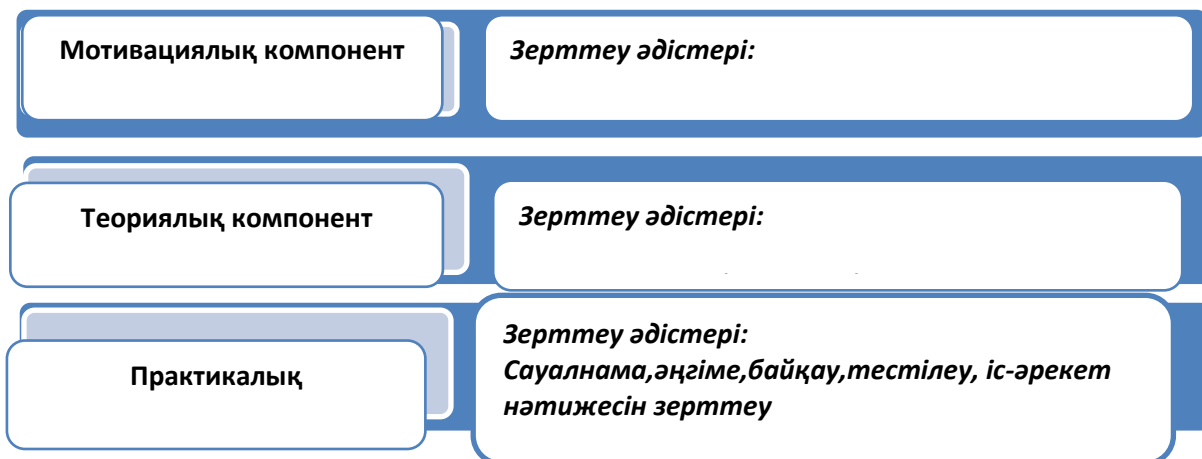 Мотивациялық компонент
Зерттеу әдістері:
Теориялық компонент
Зерттеу әдістері:
Практикалық
Зерттеу әдістері:
Сауалнама,әңгіме,байқау,тестілеу, іс-әрекет
нәтижесін зерттеу